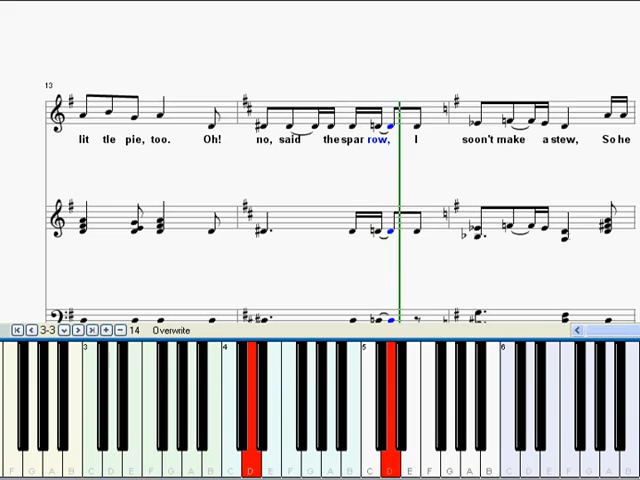 13
lit tle pie, too. Oh! no, said the spar row, I soon't make a stew, So he
3-3 14 Overwrite
3 4 5 6
F G A B C D E F G A B C D E F G A B C D E F G A B C D E F G A B